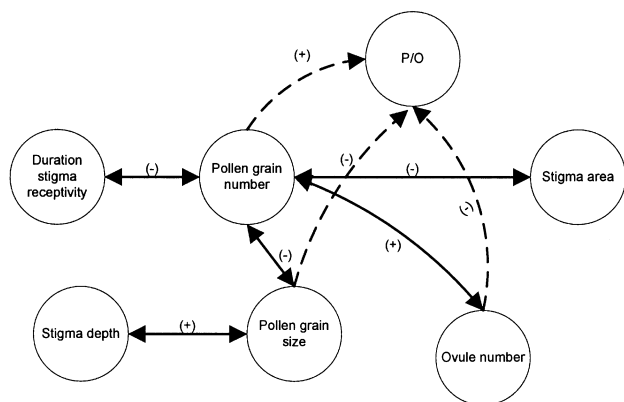 (+)
P/O
Duration
stigma
receptivity
(-)
Pollen grain
number
(-)
(-)
Stigma area
(-)
(+)
(-)
Stigma depth
(+)
Pollen grain
size
Ovule number